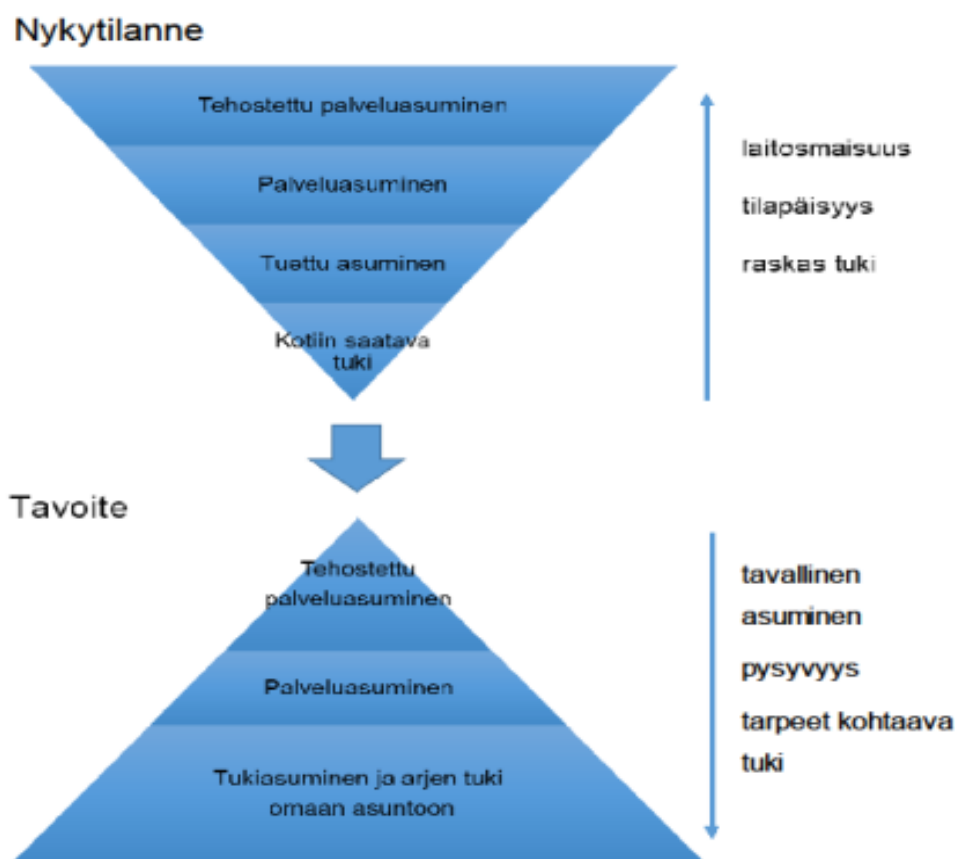 Nykytilanne
Tehostettu palveluasuminen
Palveluasuminen
Tuettu asuminen
Kotiin saatava
tuki
laitosmaisuus
tilapäisyys
raskas tuki
Tavoite
Tehostettu
palveluasuminen
Palveluasuminen
Tukiasuminen ja arjen tuki
omaan asuntoon
tavallinen
asuminen
pysyvyys
tarpeet kohtaava
tuki